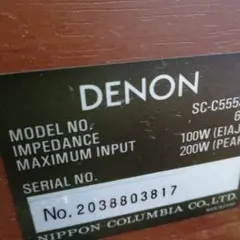 DENON
MODEL NO. SC-C555
IMPEDANCE 6
MAXIMUM INPUT 100W (EIAJ
200W (PEAK
SERIAL NO.
No. 2038803817
NIPPON COLUMBIA CO., LTD.